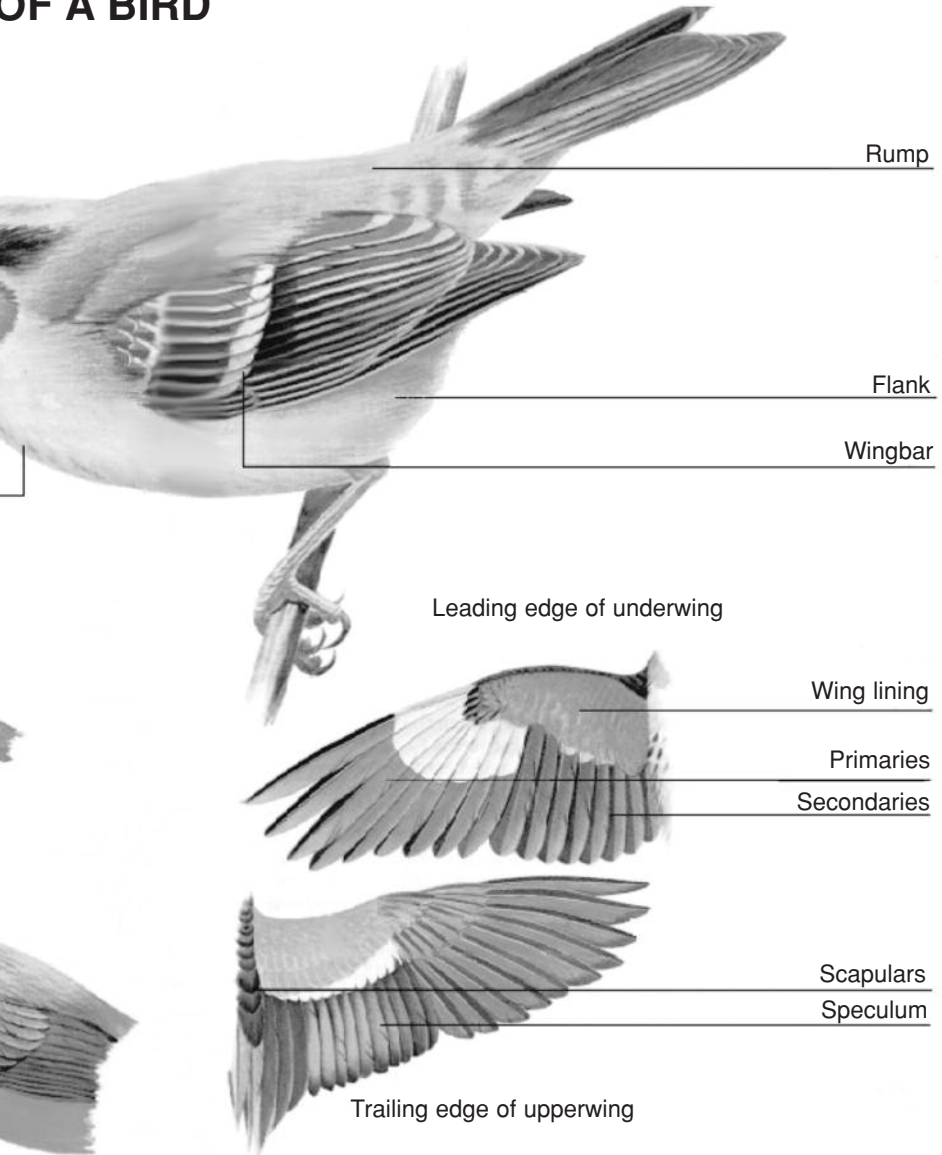 OF A BIRD
Rump
Flank
Wingbar
Leading edge of underwing
Wing lining
Primaries
Secondaries
Scapulars
Speculum
Trailing edge of upperwing